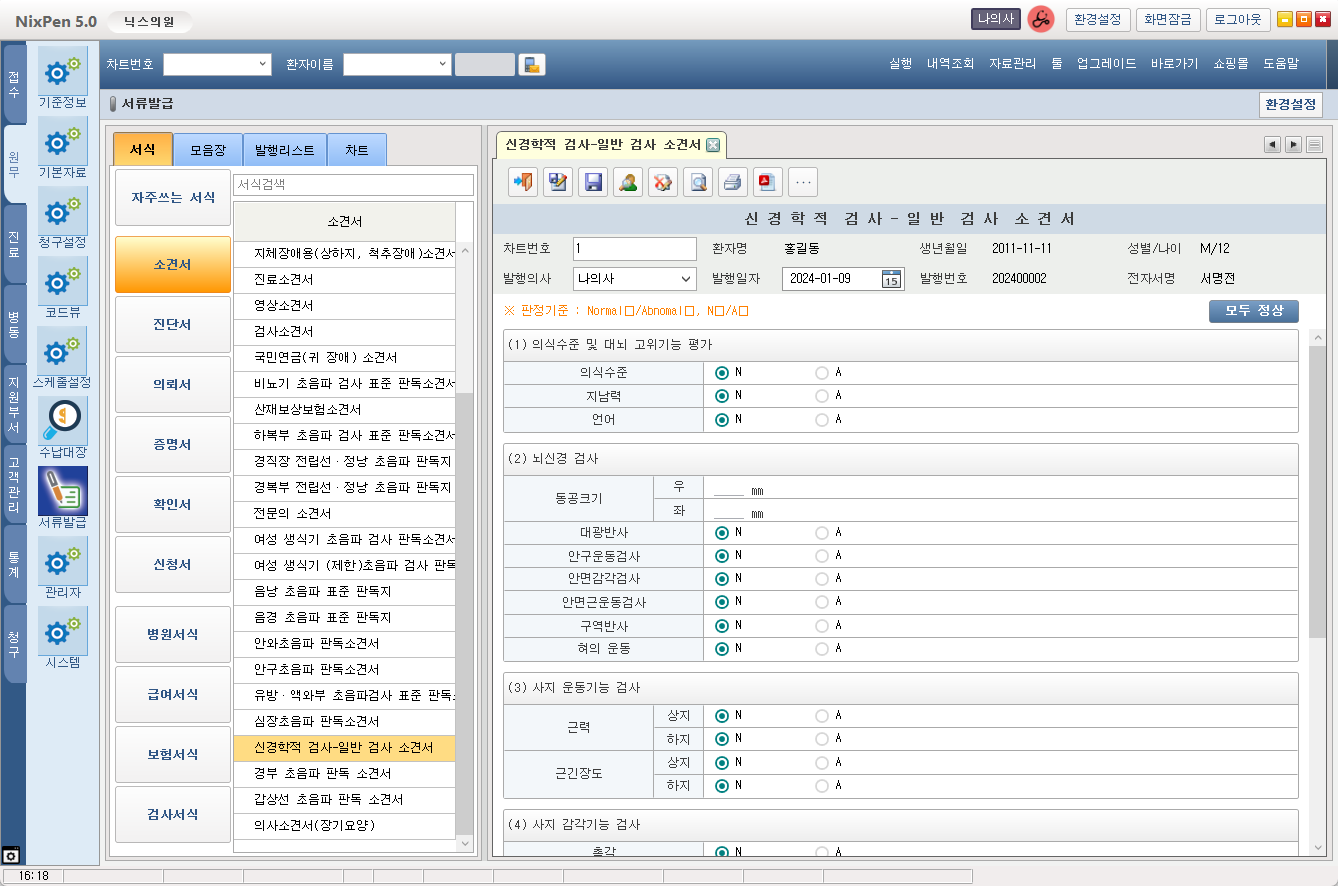 NixPen 5.0 닉스의원 나의사 환경설정 화면잠금 로그아웃
차트번호 환자이름 실행 내역조회 자료관리 툴 업그레이드 바로가기 쇼핑몰 도움말
서류발급 환경설정
접수
원무
진료
병동
지원부서
고객관리
통계
청구
기준정보
기본자료
청구설정
코드뷰
스케줄설정
수납대장
서류발급
관리자
시스템
서식 모음장 발행리스트 차트
자주쓰는 서식
소견서
진단서
의뢰서
증명서
확인서
신청서
병원서식
급여서식
보험서식
검사서식
서식검색
소견서
지체장애용(상하지, 척추장애)소견서
진료소견서
영상소견서
검사소견서
국민연금(귀 장애) 소견서
비뇨기 초음파 검사 표준 판독소견서
산재보상보험소견서
하복부 초음파 검사 표준 판독소견서
경직장 전립선·정낭 초음파 판독지
경복부 전립선·정낭 초음파 판독지
전문의 소견서
여성 생식기 초음파 검사 판독소견서
여성 생식기 (제한)초음파 검사 판독
음낭 초음파 표준 판독지
음경 초음파 표준 판독지
안와초음파 판독소견서
안구초음파 판독소견서
유방·액와부 초음파검사 표준 판독
심장초음파 판독소견서
신경학적 검사-일반 검사 소견서
경부 초음파 판독 소견서
갑상선 초음파 판독 소견서
의사소견서(장기요양)
신경학적 검사-일반 검사 소견서
...
신경학적 검사-일반 검사 소견서
차트번호 1 환자명 홍길동 생년월일 2011-11-11 성별/나이 M/12
발행의사 나의사 발행일자 2024-01-09 15 발행번호 202400002 전자서명 서명전
※ 판정기준 : Normal□/Abnomal□, N□/A□ 모두 정상
(1) 의식수준 및 대뇌 고위기능 평가
의식수준 N A
지남력 N A
언어 N A
(2) 뇌신경 검사
동공크기 우 _____ mm
좌 _____ mm
대광반사 N A
안구운동검사 N A
안면감각검사 N A
안면근운동검사 N A
구역반사 N A
혀의 운동 N A
(3) 사지 운동기능 검사
근력 상지 N A
하지 N A
근긴장도 상지 N A
하지 N A
(4) 사지 감각기능 검사
촉각 N A
16:18